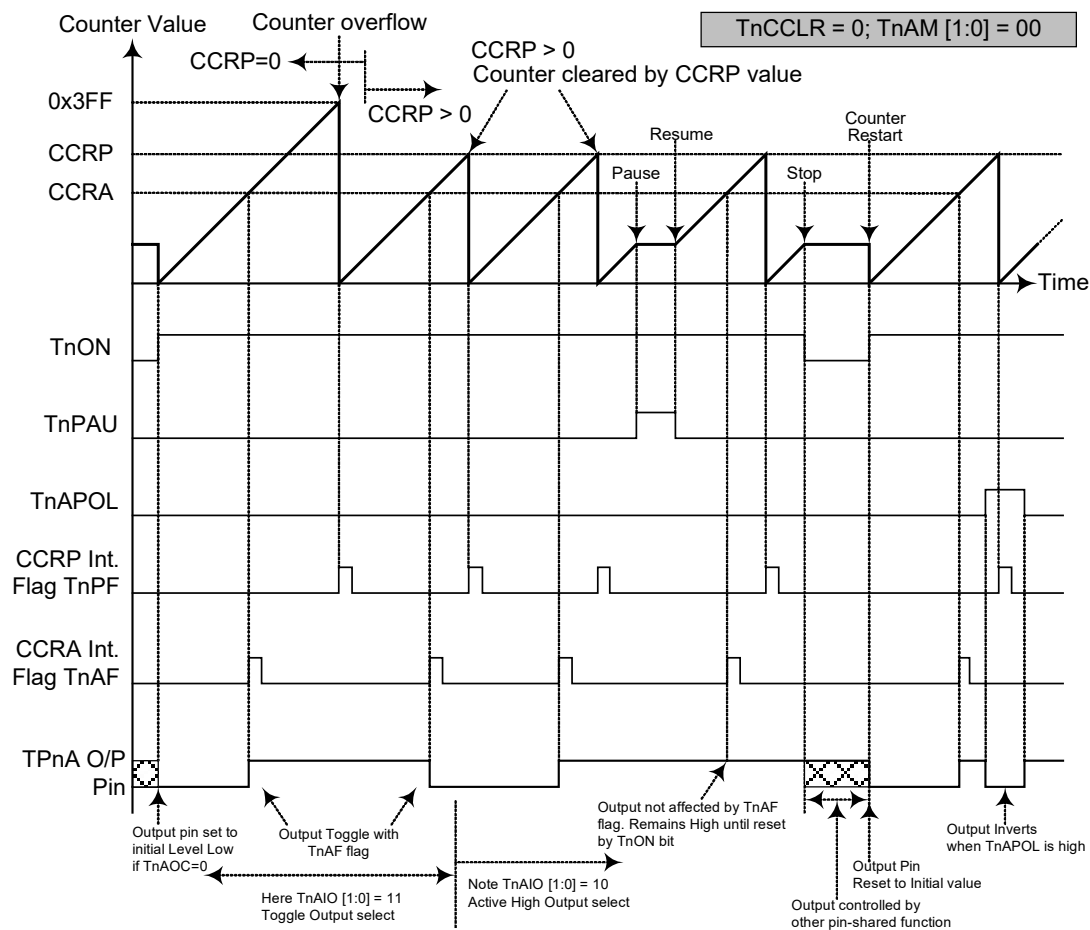 Counter Value
Counter overflow
TnCCLR = 0; TnAM [1:0] = 00
CCRP=0
CCRP > 0
CCRP > 0
Counter cleared by CCRP value
0x3FF
CCRP
CCRA
Pause
Resume
Stop
Counter
Restart
Time
TnON
TnPAU
TnAPOL
CCRP Int.
Flag TnPF
CCRA Int.
Flag TnAF
TPnA O/P
Pin
Output pin set to
initial Level Low
if TnAOC=0
Output Toggle with
TnAF flag
Here TnAIO [1:0] = 11
Toggle Output select
Note TnAIO [1:0] = 10
Active High Output select
Output not affected by TnAF
flag. Remains High until reset
by TnON bit
Output Pin
Reset to Initial value
Output controlled by
other pin-shared function
Output Inverts
when TnAPOL is high